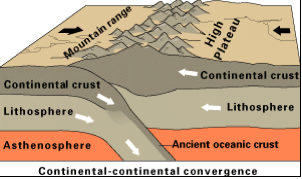 Mountain range
High
Plateau
Continental crust
Continental crust
Lithosphere
Lithosphere
Asthenosphere
Ancient oceanic crust
Continental-continental convergence